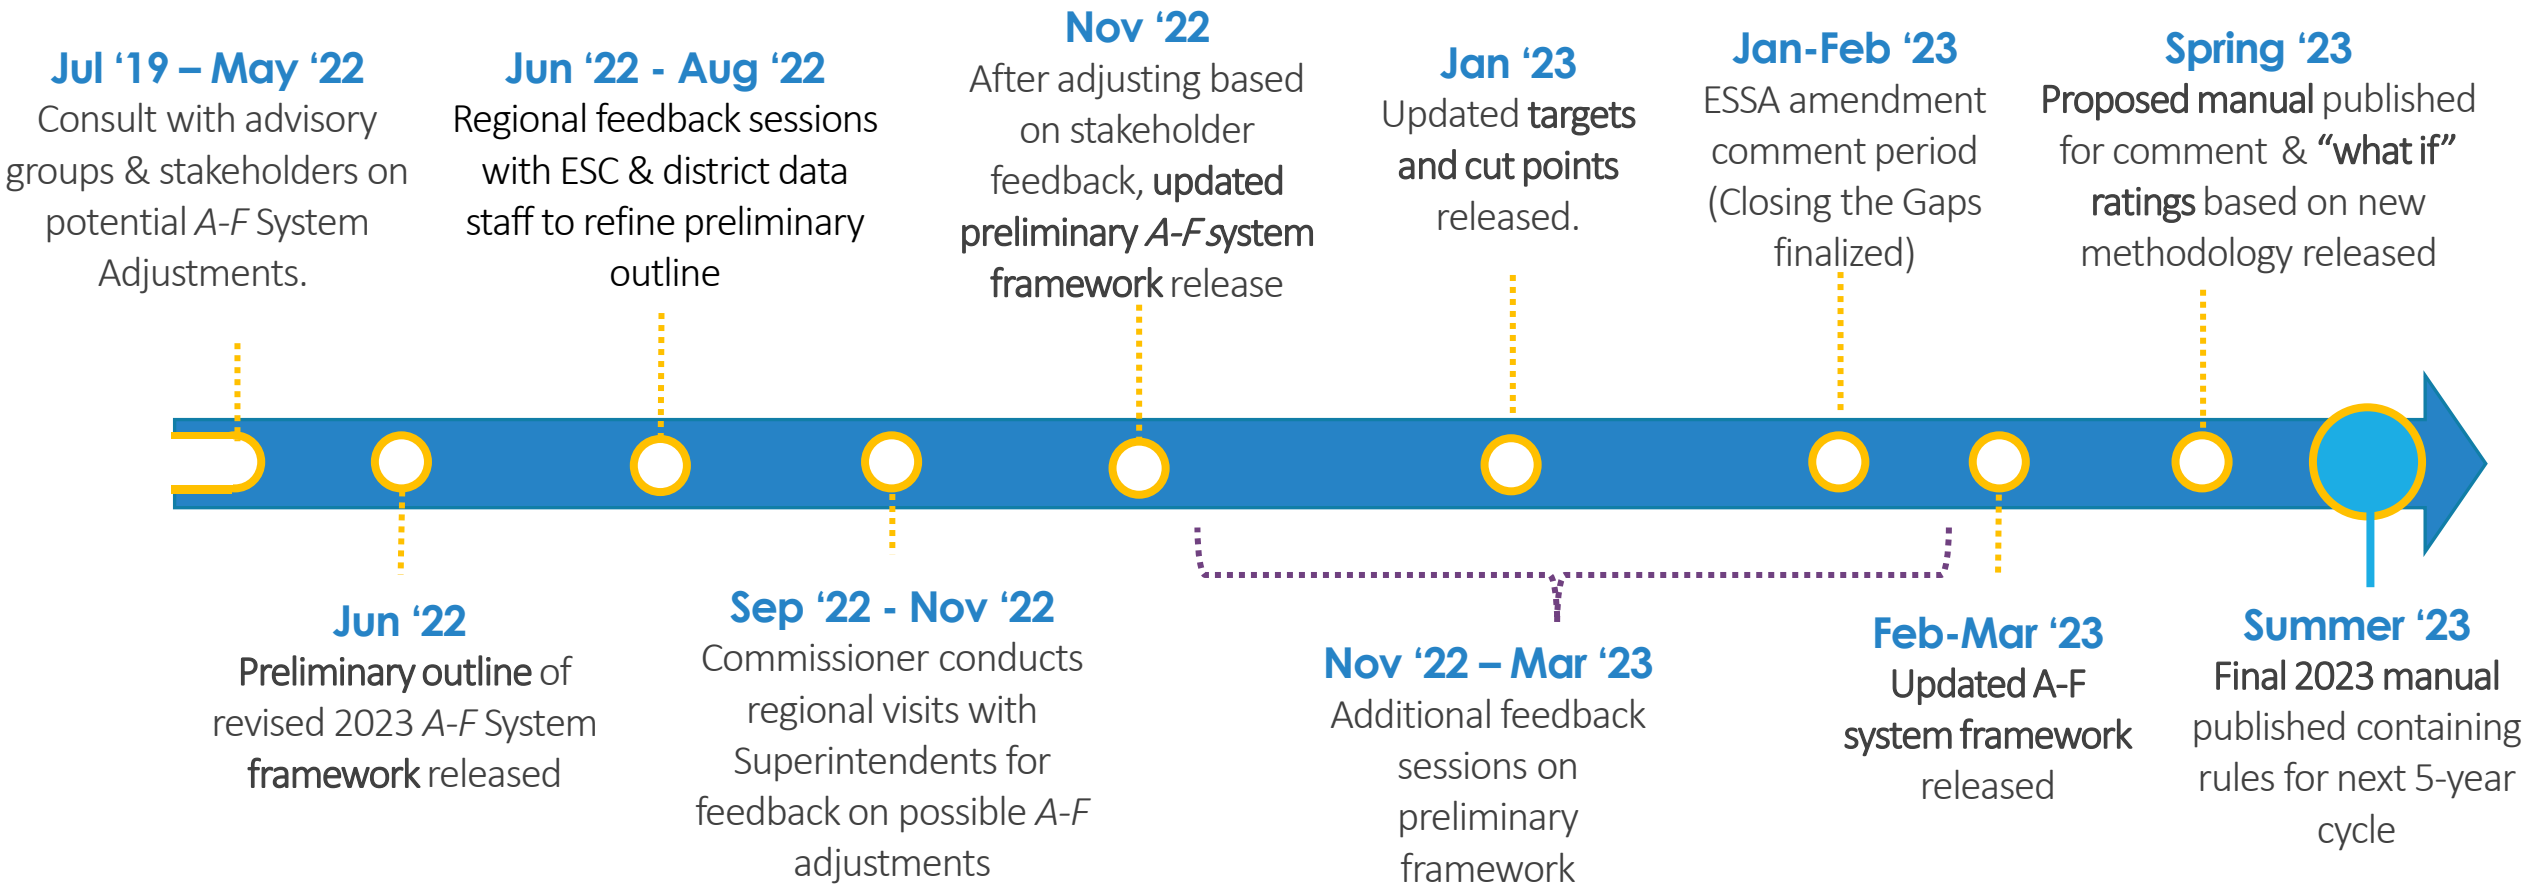 Jul ‘19 – May ‘22
Consult with advisory
groups & stakeholders on
potential A-F System
Adjustments.
Jun ‘22 - Aug ‘22
Regional feedback sessions
with ESC & district data
staff to refine preliminary
outline
Nov ‘22
After adjusting based
on stakeholder
feedback, updated
preliminary A-F system
framework release
Jan ‘23
Updated targets
and cut points
released.
Jan-Feb ‘23
ESSA amendment
comment period
(Closing the Gaps
finalized)
Spring ‘23
Proposed manual published
for comment & “what if”
ratings based on new
methodology released
Jun ‘22
Preliminary outline of
revised 2023 A-F System
framework released
Sep ‘22 - Nov ‘22
Commissioner conducts
regional visits with
Superintendents for
feedback on possible A-F
adjustments
Nov ‘22 – Mar ‘23
Additional feedback
sessions on
preliminary
framework
Feb-Mar ‘23
Updated A-F
system framework
released
Summer ‘23
Final 2023 manual
published containing
rules for next 5-year
cycle